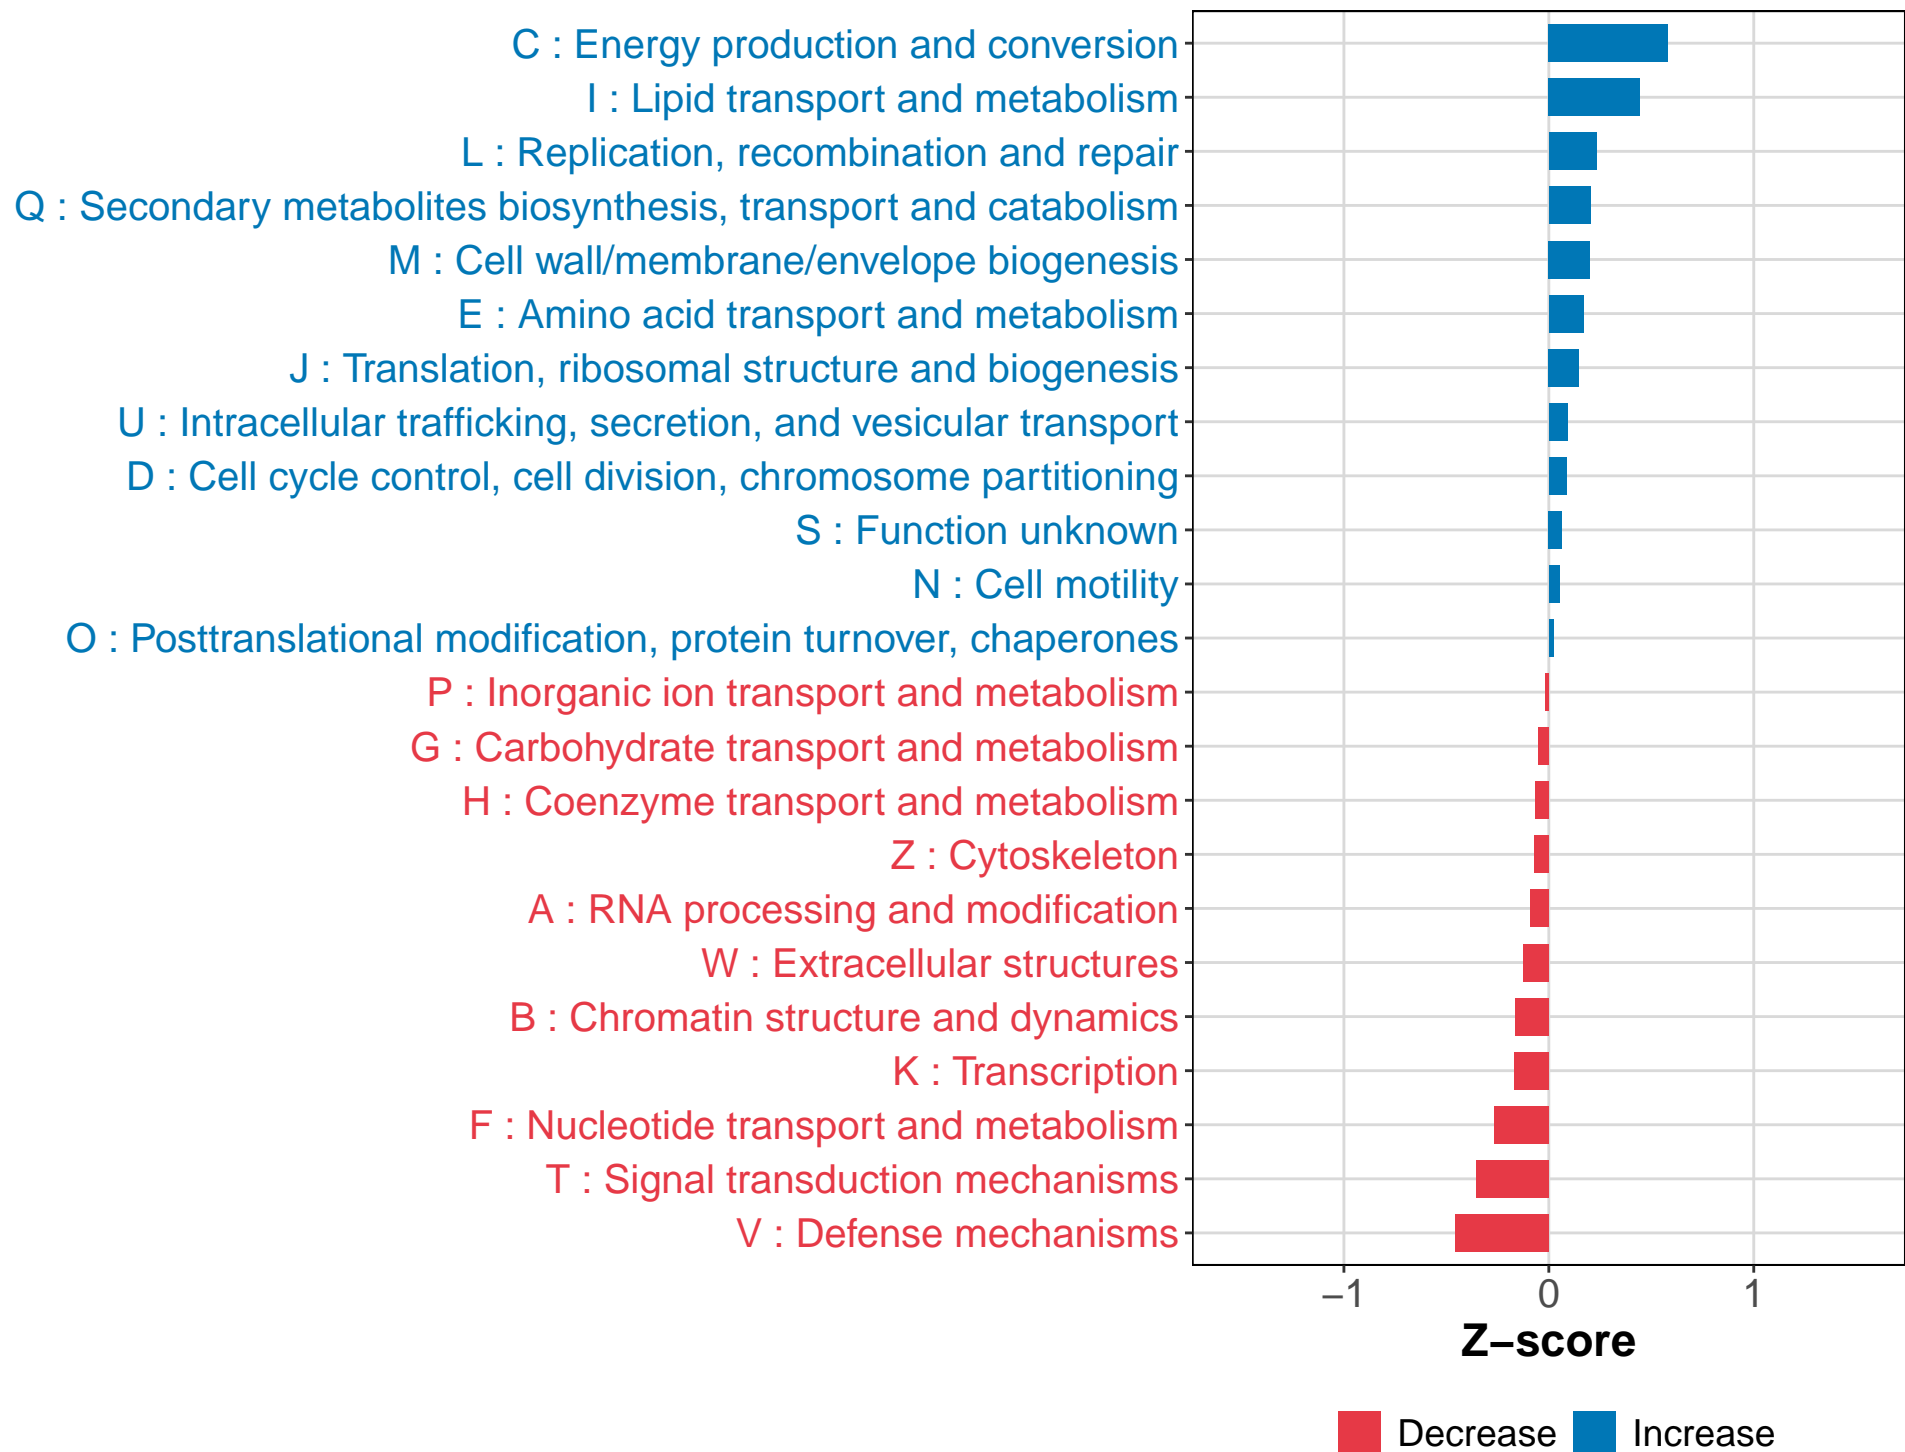 C : Energy production and conversion
I : Lipid transport and metabolism
L : Replication, recombination and repair
Q : Secondary metabolites biosynthesis, transport and catabolism
M : Cell wall/membrane/envelope biogenesis
E : Amino acid transport and metabolism
J : Translation, ribosomal structure and biogenesis
U : Intracellular trafficking, secretion, and vesicular transport
D : Cell cycle control, cell division, chromosome partitioning
S : Function unknown
N : Cell motility
O : Posttranslational modification, protein turnover, chaperones
P : Inorganic ion transport and metabolism
G : Carbohydrate transport and metabolism
H : Coenzyme transport and metabolism
Z : Cytoskeleton
A : RNA processing and modification
W : Extracellular structures
B : Chromatin structure and dynamics
K : Transcription
F : Nucleotide transport and metabolism
T : Signal transduction mechanisms
V : Defense mechanisms
−1 0 1
Z−score
Decrease Increase